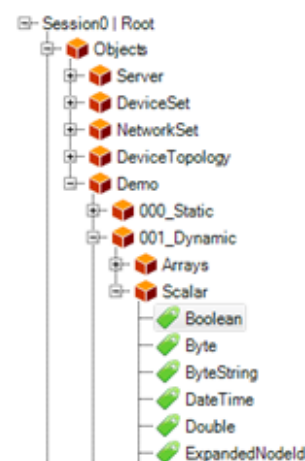 Session0 | Root
Objects
Server
DeviceSet
NetworkSet
DeviceTopology
Demo
000_Static
001_Dynamic
Arrays
Scalar
Boolean
Byte
ByteString
DateTime
Double
ExpandedNodeId